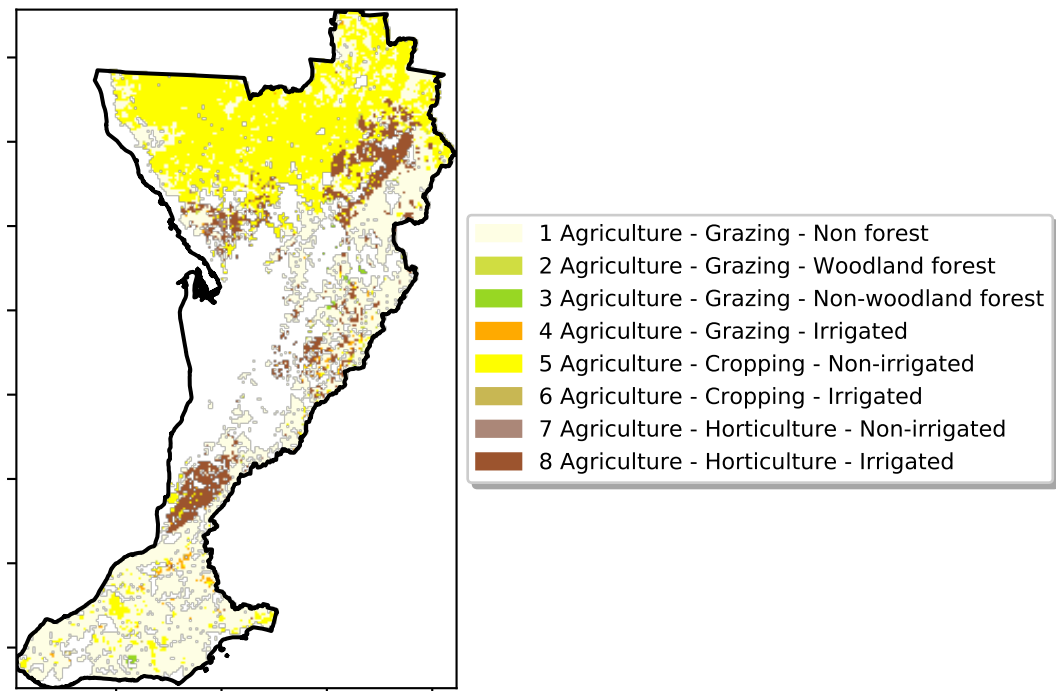 1 Agriculture - Grazing - Non forest
2 Agriculture - Grazing - Woodland forest
3 Agriculture - Grazing - Non-woodland forest
4 Agriculture - Grazing - Irrigated
5 Agriculture - Cropping - Non-irrigated
6 Agriculture - Cropping - Irrigated
7 Agriculture - Horticulture - Non-irrigated
8 Agriculture - Horticulture - Irrigated